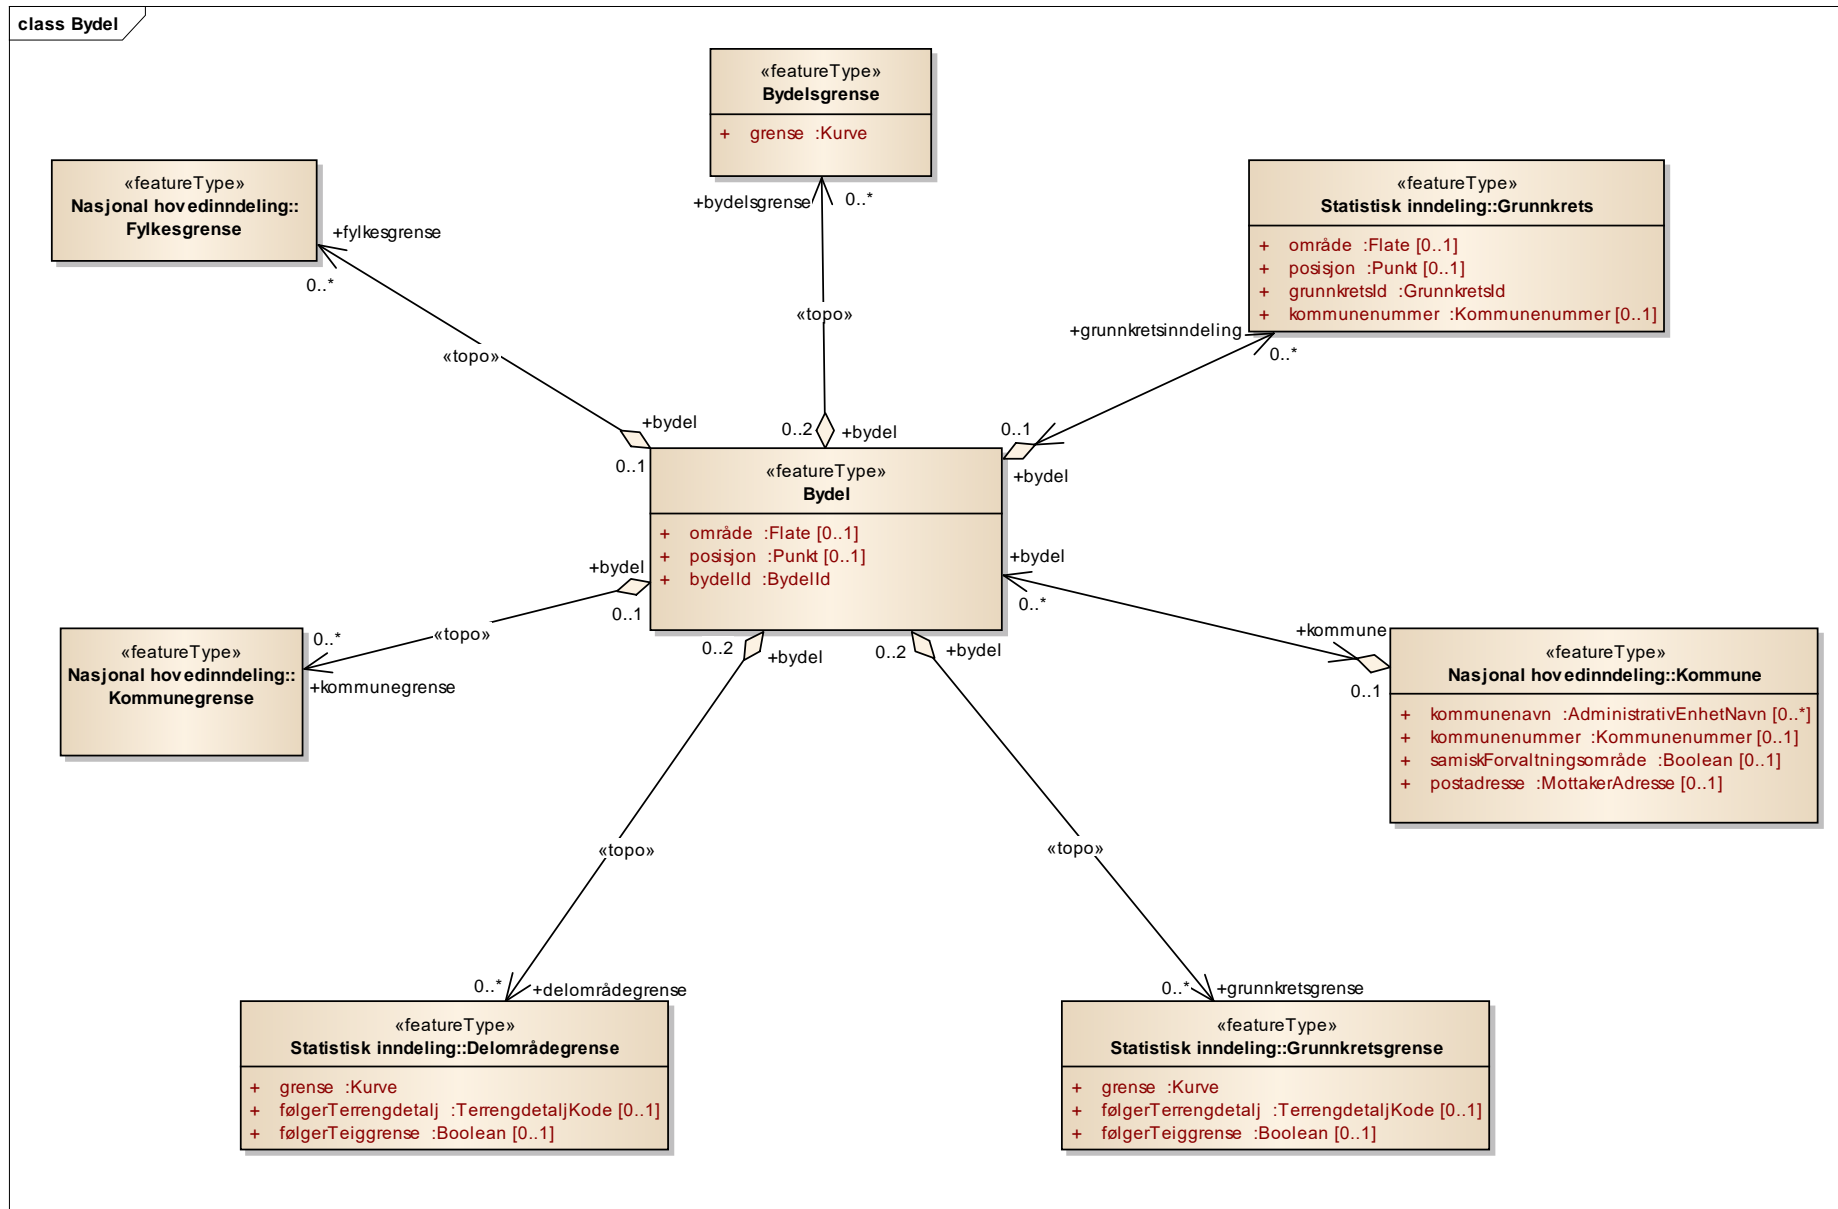 class Bydel
«featureType»
Bydelsgrense
+ grense :Kurve
+bydelsgrense
0..*
«featureType»
Nasjonal hovedinndeling::
Fylkesgrense
+fylkesgrense
0..*
«featureType»
Statistisk inndeling::Grunnkrets
+ område :Flate [0..1]
+ posisjon :Punkt [0..1]
+ grunnkretsId :GrunnkretsId
+ kommunenummer :Kommunenummer [0..1]
+grunnkretsinndeling
0..*
«topo»
«topo»
+bydel
0..1
0..2
+bydel
0..1
+bydel
«featureType»
Bydel
+ område :Flate [0..1]
+ posisjon :Punkt [0..1]
+ bydelId :BydelId
+bydel
0..1
+bydel
0..*
«topo»
0..*
+kommunegrense
«featureType»
Nasjonal hovedinndeling::
Kommunegrense
0..2
+bydel
0..2
+bydel
+kommune
0..1
«featureType»
Nasjonal hovedinndeling::Kommune
+ kommunenavn :AdministrativEnhetNavn [0..*]
+ kommunenummer :Kommunenummer [0..1]
+ samiskForvaltningsområde :Boolean [0..1]
+ postadresse :MottakerAdresse [0..1]
«topo»
«topo»
0..*
+delområdegrense
0..*
+grunnkretsgrense
«featureType»
Statistisk inndeling::Delområdegrense
+ grense :Kurve
+ følgerTerrengdetalj :TerrengdetaljKode [0..1]
+ følgerTeiggrense :Boolean [0..1]
«featureType»
Statistisk inndeling::Grunnkretsgrense
+ grense :Kurve
+ følgerTerrengdetalj :TerrengdetaljKode [0..1]
+ følgerTeiggrense :Boolean [0..1]